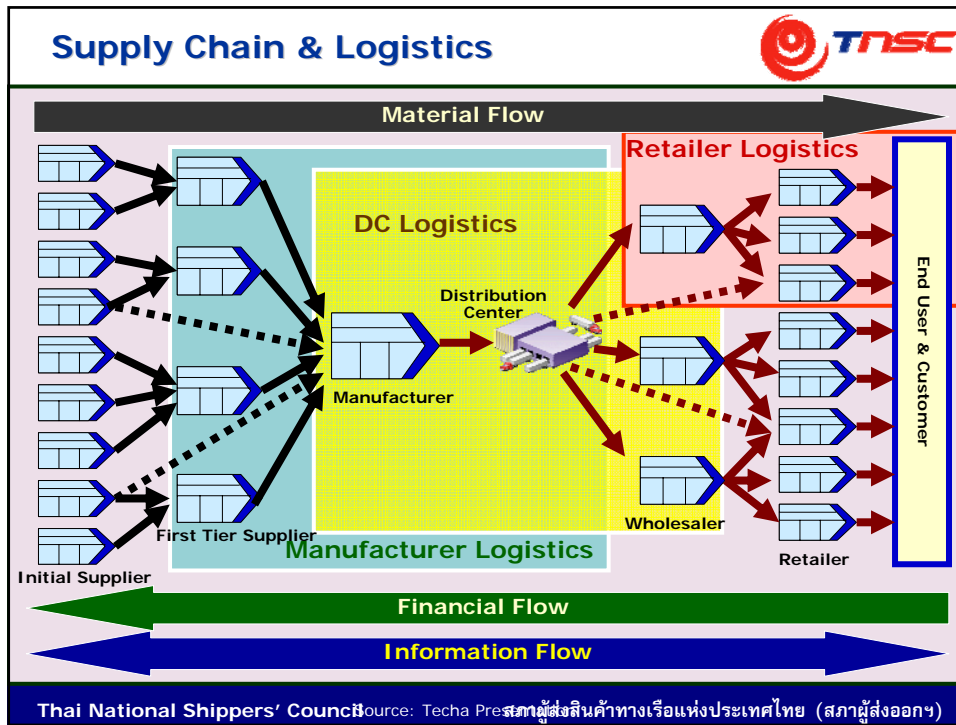 Supply Chain & Logistics
TNSC
Material Flow
Retailer Logistics
DC Logistics
Distribution
Center
Manufacturer
End User & Customer
First Tier Supplier
Wholesaler
Manufacturer Logistics
Retailer
Initial Supplier
Financial Flow
Information Flow
Thai National Shippers' Council Source: Techa สภาผู้ส่งสินค้าทางเรือแห่งประเทศไทย (สภาผู้ส่งออกฯ)